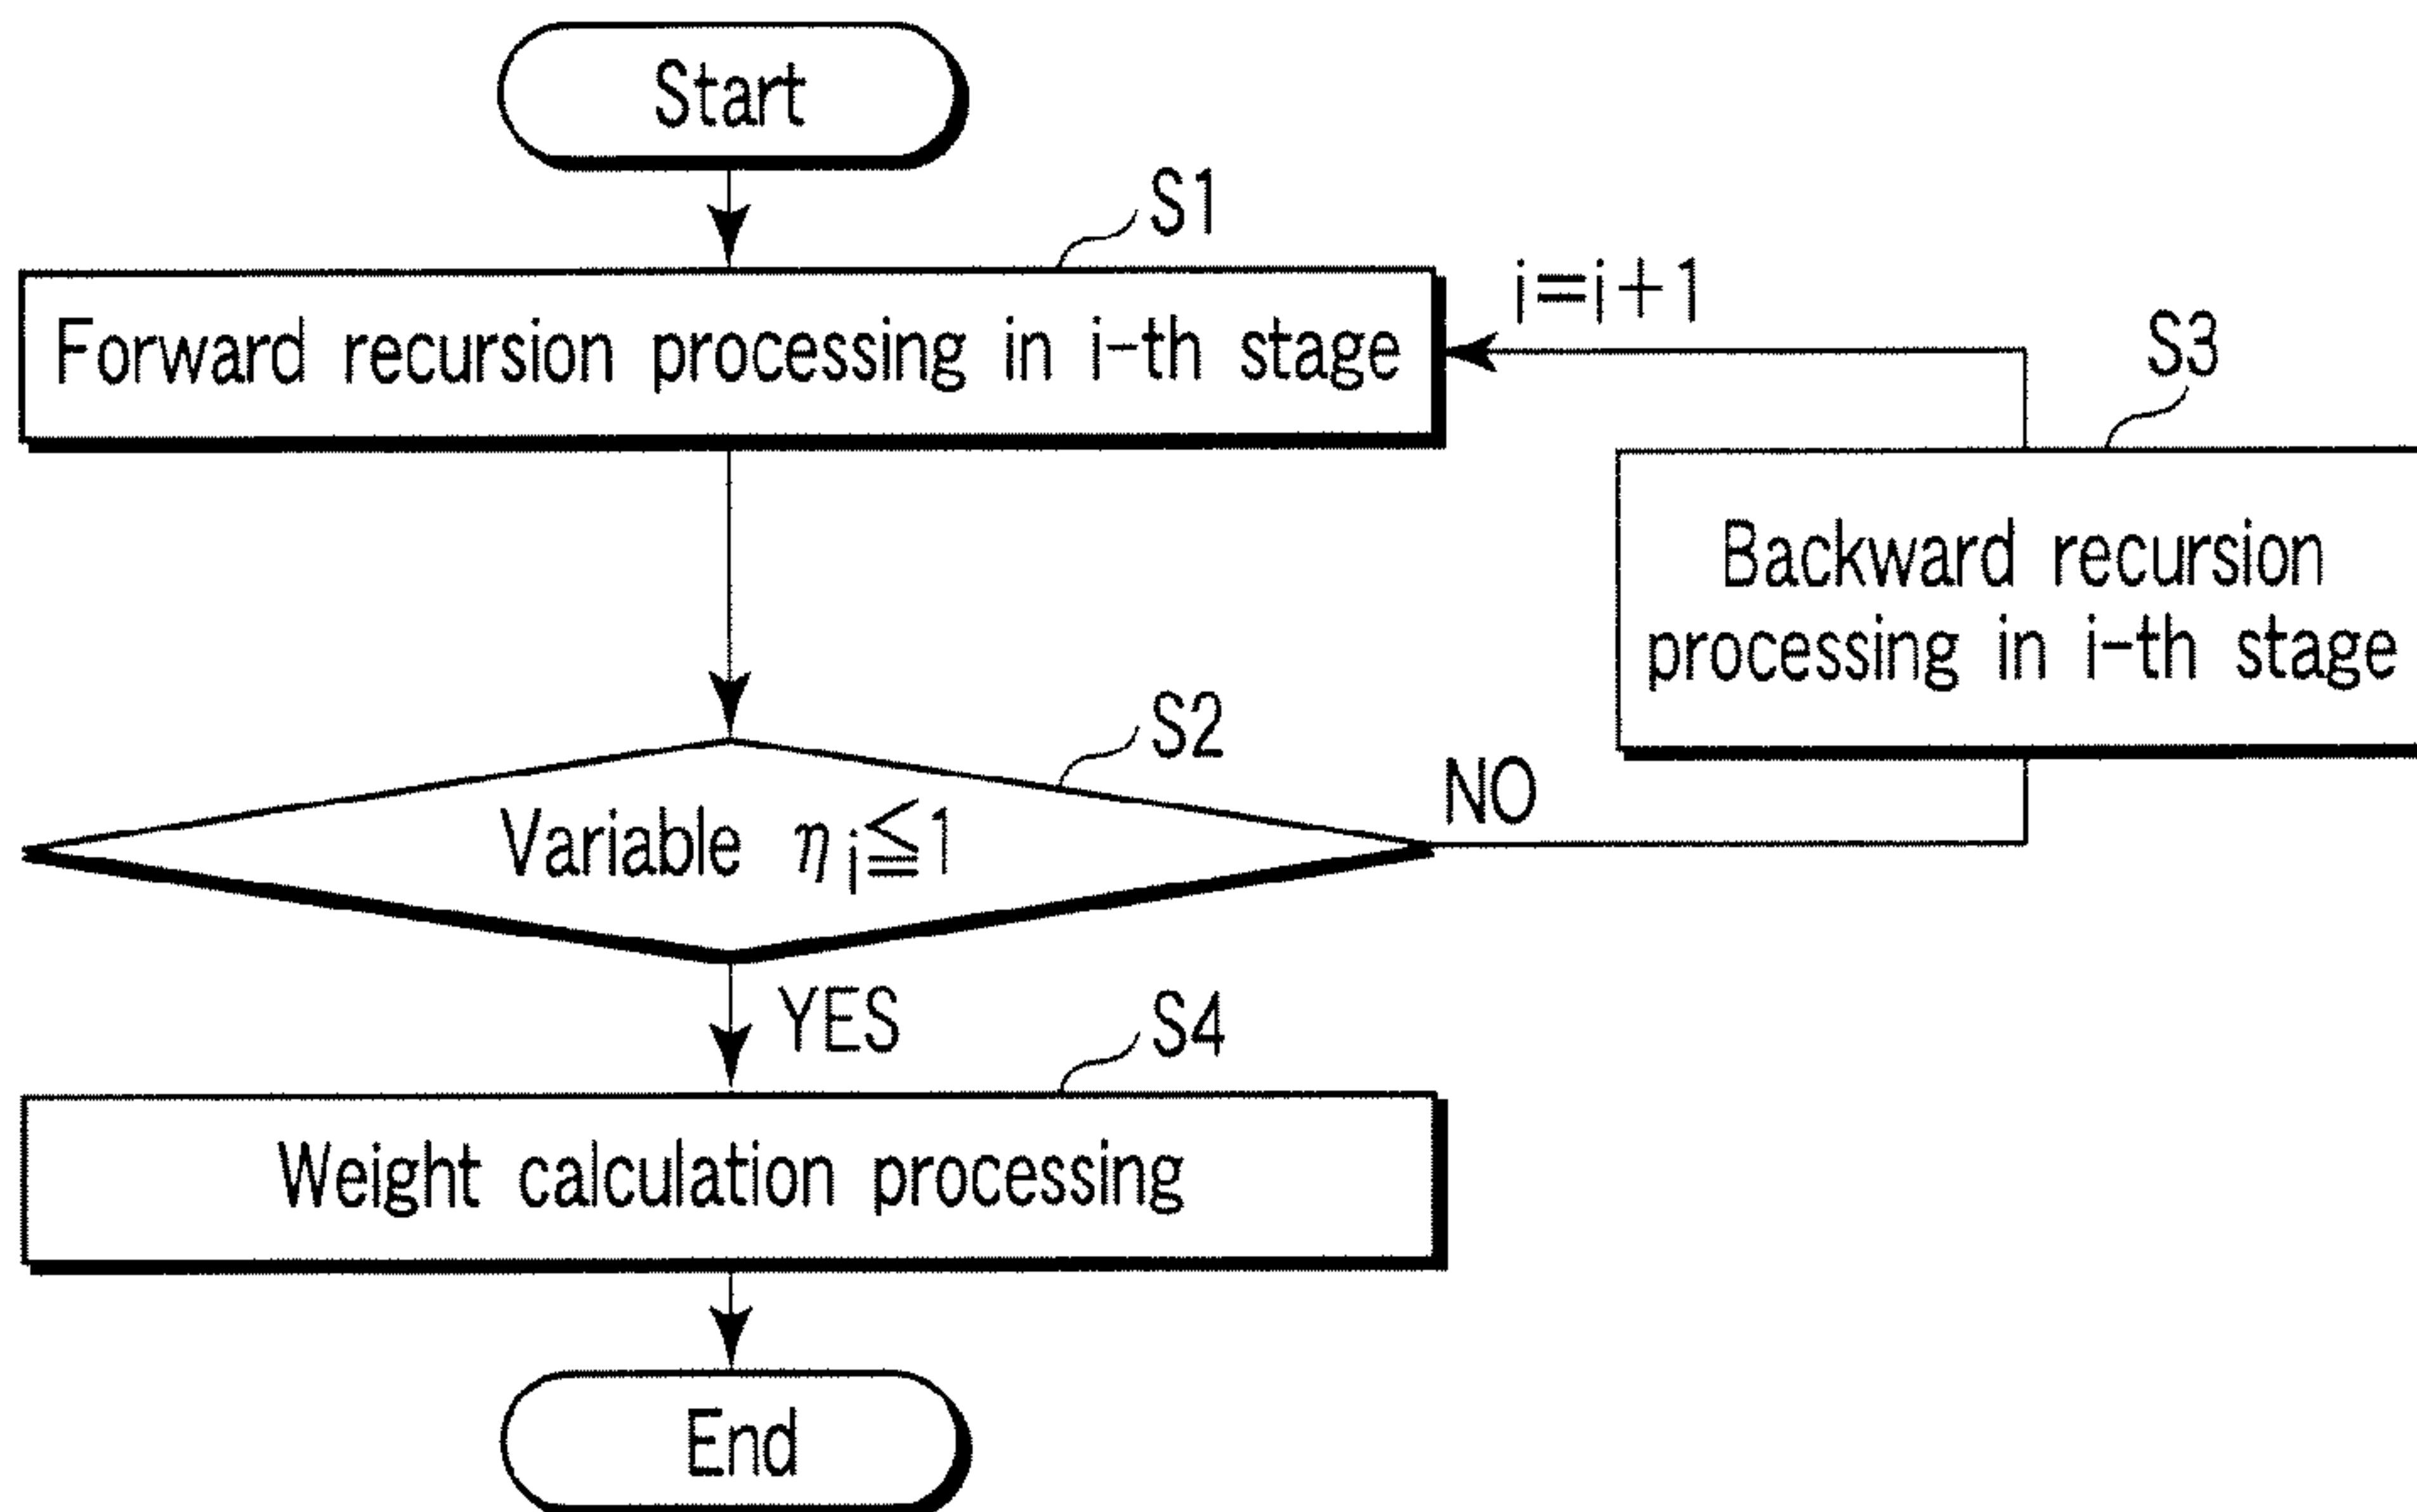 Start
S1
Forward recursion processing in i-th stage
i=i+1
S3
Backward recursion
processing in i-th stage
S2
Variable ηi≦1
NO
YES
S4
Weight calculation processing
End